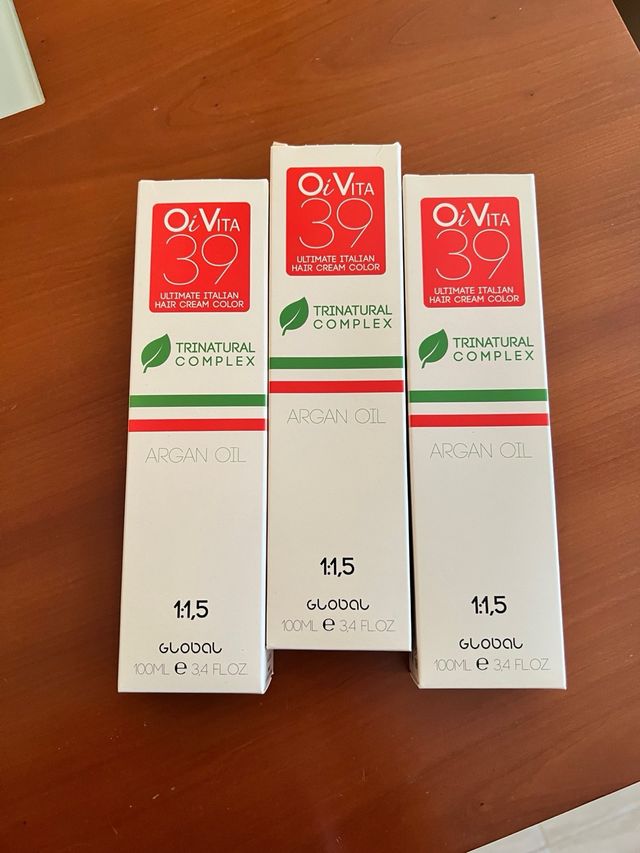 OiVITA
39
ULTIMATE ITALIAN
HAIR CREAM COLOR
TRINATURAL
COMPLEX
ARGAN OIL
1:1,5
GLOBAL
100ML e 3,4 FL.OZ.
OiVITA
39
ULTIMATE ITALIAN
HAIR CREAM COLOR
TRINATURAL
COMPLEX
ARGAN OIL
1:1,5
GLOBAL
100ML e 3,4 FL.OZ.
OiVITA
39
ULTIMATE ITALIAN
HAIR CREAM COLOR
TRINATURAL
COMPLEX
ARGAN OIL
1:1,5
GLOBAL
100ML e 3,4 FL.OZ.